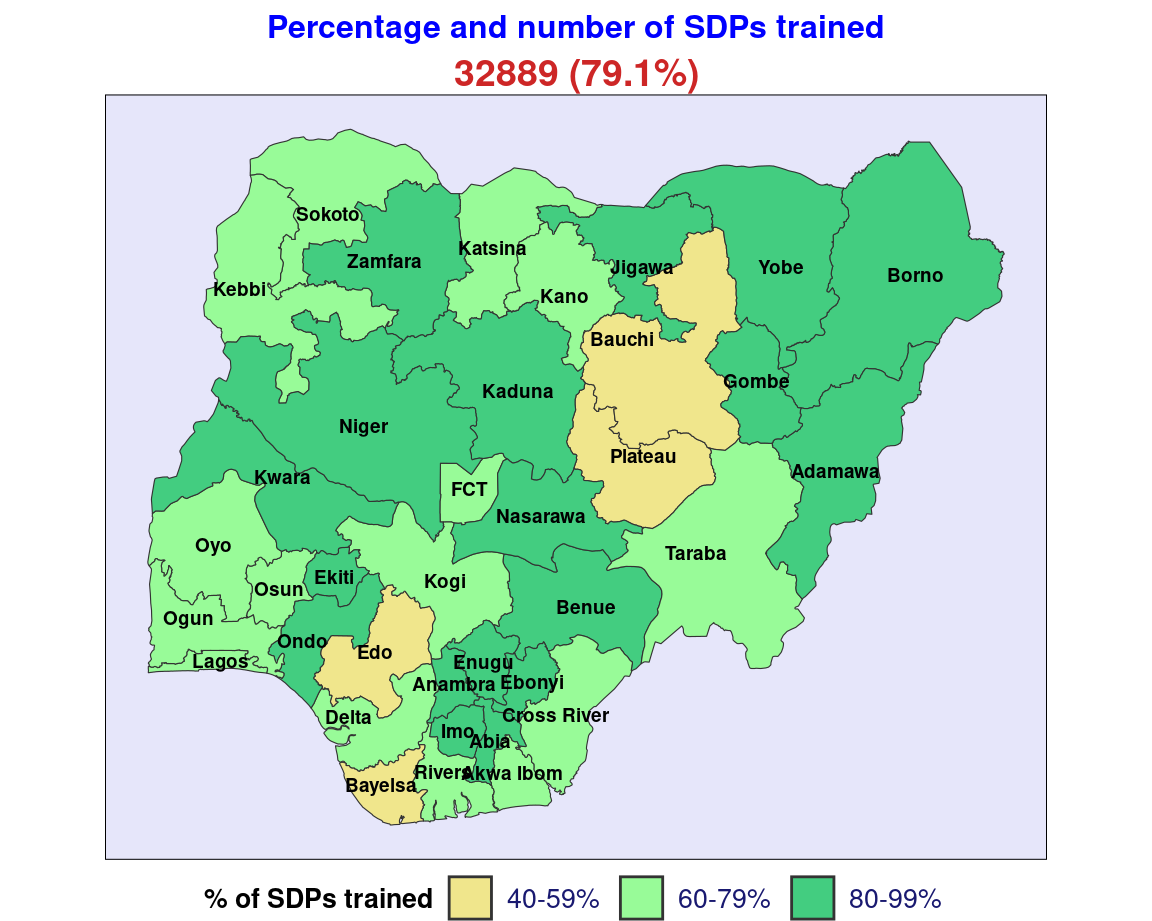 Percentage and number of SDPs trained
32889 (79.1%)
Sokoto
Katsina
Zamfara
Jigawa
Yobe
Borno
Kebbi
Kano
Bauchi
Gombe
Kaduna
Niger
Plateau
Adamawa
Kwara
FCT
Nasarawa
Oyo
Taraba
Ekiti
Kogi
Osun
Benue
Ogun
Ondo
Edo
Lagos
Enugu
Anambra
Ebonyi
Delta
Cross River
Imo
Abia
Rivers
Akwa Ibom
Bayelsa
% of SDPs trained 40-59% 60-79% 80-99%